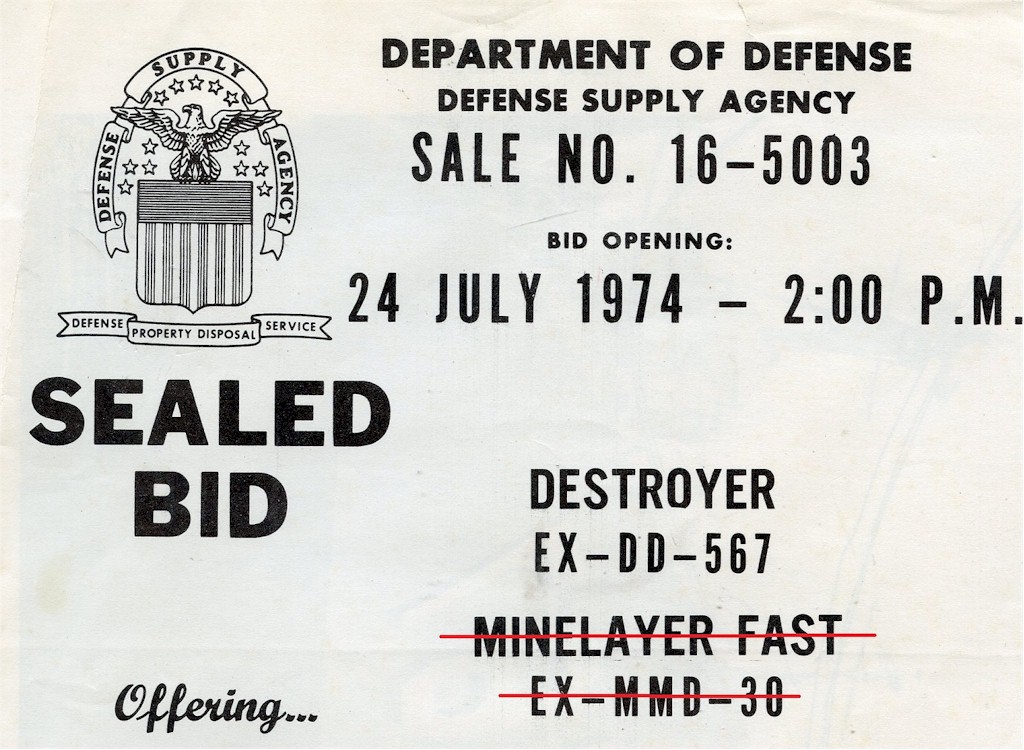 SUPPLY
DEFENSE
AGENCY
DEFENSE
PROPERTY DISPOSAL
SERVICE
DEPARTMENT OF DEFENSE
DEFENSE SUPPLY AGENCY
SALE NO. 16-5003
BID OPENING:
24 JULY 1974 - 2:00 P.M.
SEALED
BID
DESTROYER
EX-DD-567
MINELAYER FAST
EX-MMD-30
Offering...